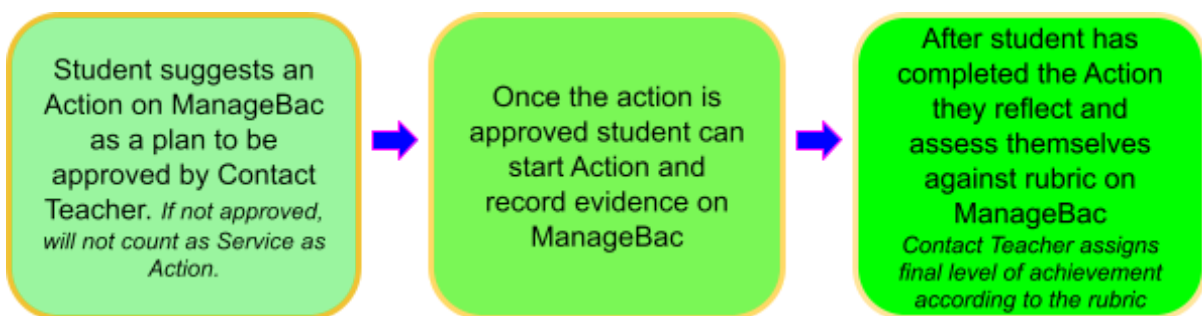 Student suggests an
Action on ManageBac
as a plan to be
approved by Contact
Teacher. If not approved,
will not count as Service as
Action.
Once the action is
approved student can
start Action and
record evidence on
ManageBac
After student has
completed the Action
they reflect and
assess themselves
against rubric on
ManageBac
Contact Teacher assigns
final level of achievement
according to the rubric